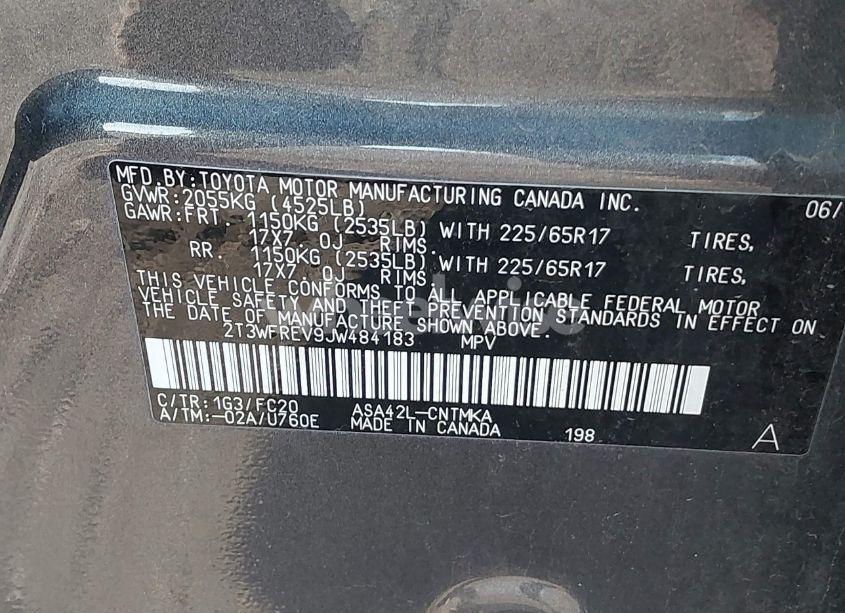 MFD. BY:TOYOTA MOTOR MANUFACTURING CANADA INC. 06/
GVWR:2055KG (4525LB)
GAWR:FRT. 1150KG (2535LB) WITH 225/65R17 TIRES,
17X7. 0J RIMS.
RR. 1150KG (2535LB) WITH 225/65R17 TIRES,
17X7. 0J RIMS.
THIS VEHICLE CONFORMS TO ALL APPLICABLE FEDERAL MOTOR
VEHICLE SAFETY AND THEFT PREVENTION STANDARDS IN EFFECT ON
THE DATE OF MANUFACTURE SHOWN ABOVE.
2T3WFREV9JW484183 MPV
C/TR:1G3/FC20 ASA42L-CNTMKA
A/TM:-02A/U760E MADE IN CANADA 198 A